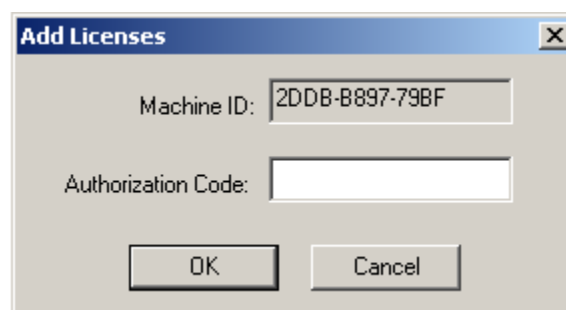 Add Licenses
Machine ID: 2DDB-B897-79BF
Authorization Code:
OK Cancel